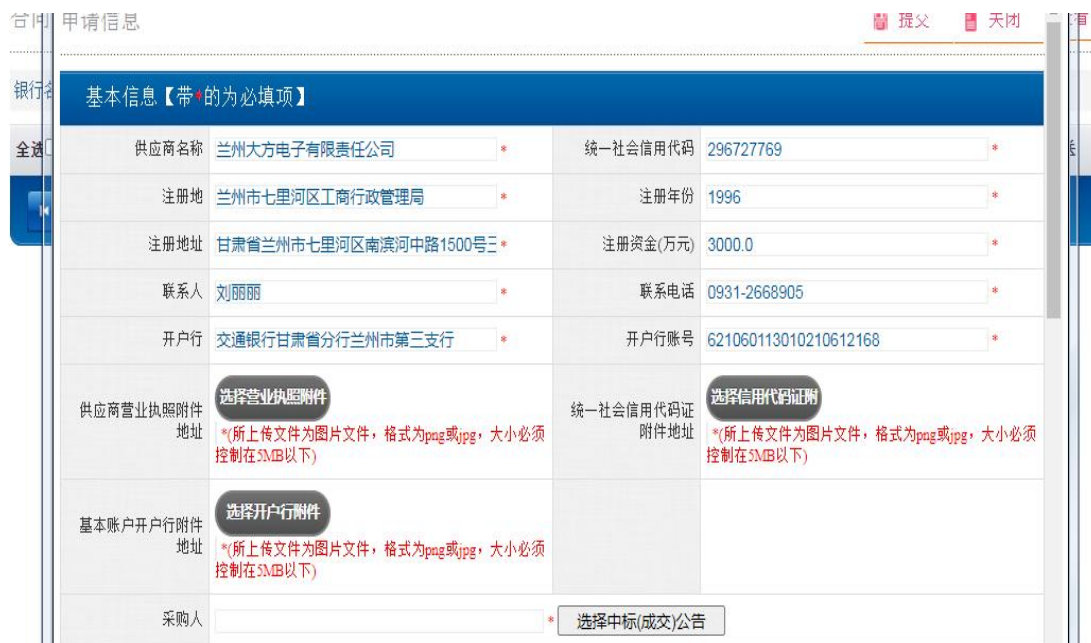 合同
申请信息
提交
关闭
查看
银行名
基本信息【带*的为必填项】
全选
供应商名称 兰州大方电子有限责任公司 * 统一社会信用代码 296727769 *
注册地 兰州市七里河区工商行政管理局 * 注册年份 1996 *
注册地址 甘肃省兰州市七里河区南滨河中路1500号三 * 注册资金(万元) 3000.0 *
联系人 刘丽丽 * 联系电话 0931-2668905 *
开户行 交通银行甘肃省分行兰州市第三支行 * 开户行账号 621060113010210612168 *
供应商营业执照附件
地址
选择营业执照附件
*(所上传文件为图片文件，格式为png或jpg，大小必须
控制在5MB以下)
统一社会信用代码证
附件地址
选择信用代码证附
*(所上传文件为图片文件，格式为png或jpg，大小必须
控制在5MB以下)
基本账户开户行附件
地址
选择开户行附件
*(所上传文件为图片文件，格式为png或jpg，大小必须
控制在5MB以下)
采购人 * 选择中标(成交)公告